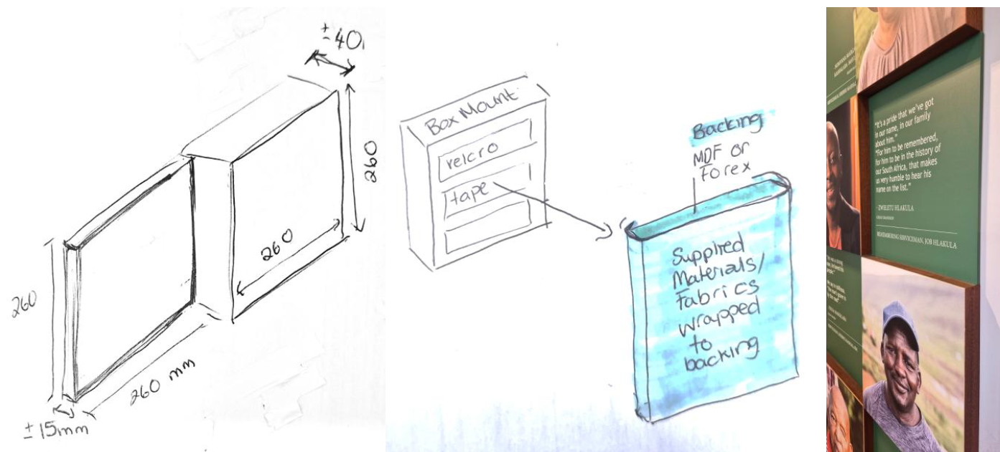 ± 40
260
260
260
260 mm
± 15mm
Box Mount
velcro
tape
Backing
MDF or
Forex
Supplied
Materials/
Fabrics
wrapped
to
backing
"It's a pride that we've got
in our name, in our family
about him."
"For him to be remembered,
for him to be in the history of
our South Africa, that makes
us very humble to hear his
name on the list."
- ZWELETU HLAKULA
REMEMBERING SERVICEMAN, JOB HLAKULA